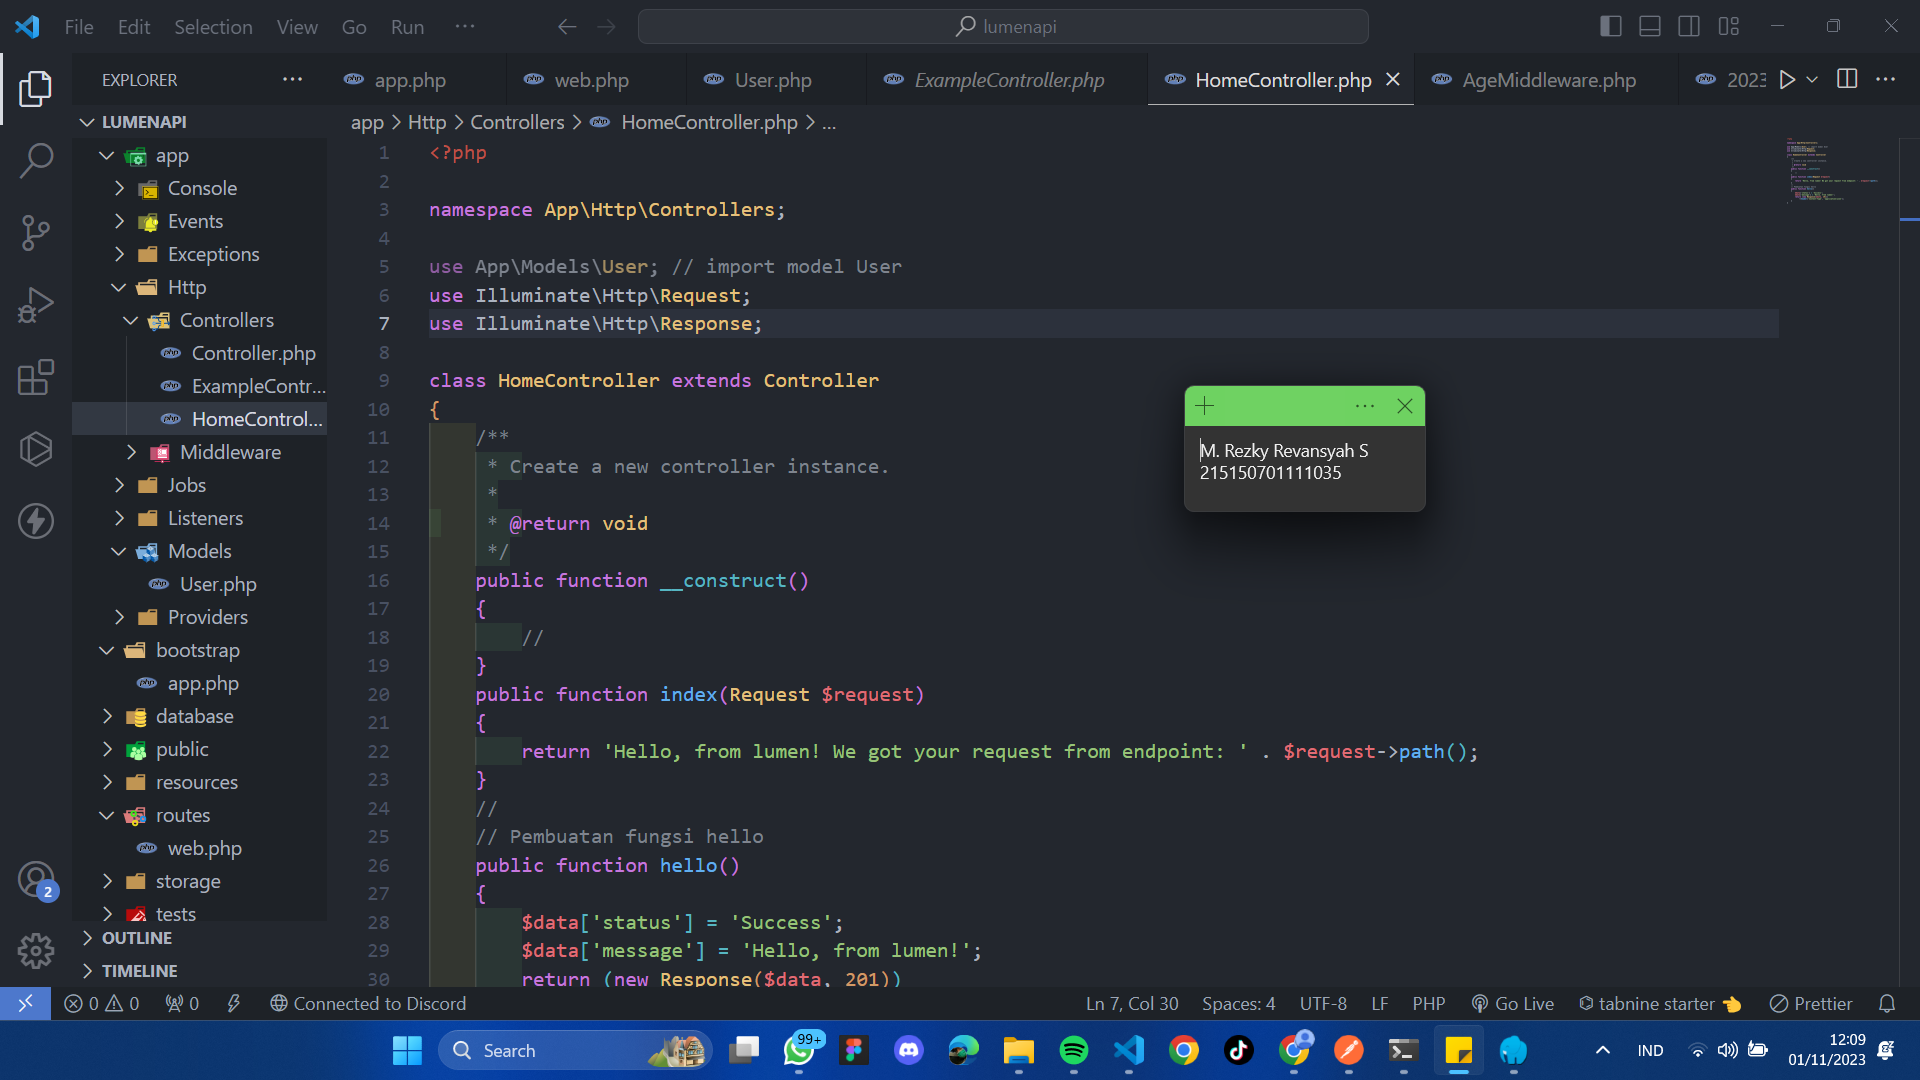 File Edit Selection View Go Run ··· lumenapi
EXPLORER ···
app.php web.php User.php ExampleController.php HomeController.php AgeMiddleware.php 2023
LUMENAPI
app
Console
Events
Exceptions
Http
Controllers
Controller.php
ExampleContr...
HomeControl...
Middleware
Jobs
Listeners
Models
User.php
Providers
bootstrap
app.php
database
public
resources
routes
web.php
storage
tests
OUTLINE
TIMELINE
2
app > Http > Controllers > HomeController.php > ...
1 <?php
2
3 namespace App\Http\Controllers;
4
5 use App\Models\User; // import model User
6 use Illuminate\Http\Request;
7 use Illuminate\Http\Response;
8
9 class HomeController extends Controller
10 {
11 /**
12 * Create a new controller instance.
13 *
14 * @return void
15 */
16 public function __construct()
17 {
18 //
19 }
20 public function index(Request $request)
21 {
22 return 'Hello, from lumen! We got your request from endpoint: ' . $request->path();
23 }
24 //
25 // Pembuatan fungsi hello
26 public function hello()
27 {
28 $data['status'] = 'Success';
29 $data['message'] = 'Hello, from lumen!';
30 return (new Response($data, 201))
M. Rezky Revansyah S
215150701111035
0 0 0 Connected to Discord Ln 7, Col 30 Spaces: 4 UTF-8 LF PHP Go Live tabnine starter Prettier
Search 99+ IND 12:09
01/11/2023